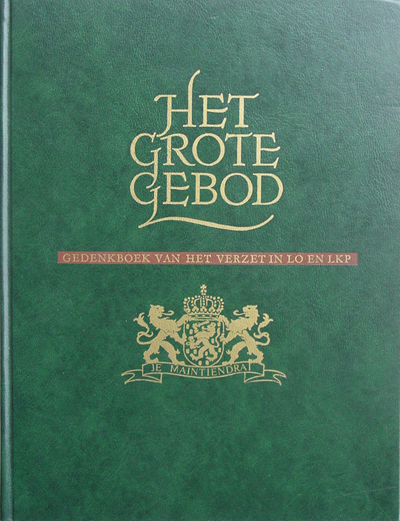 HET
GROTE
GEBOD
GEDENKBOEK VAN HET VERZET IN LO EN LKP
JE MAINTIENDRAI